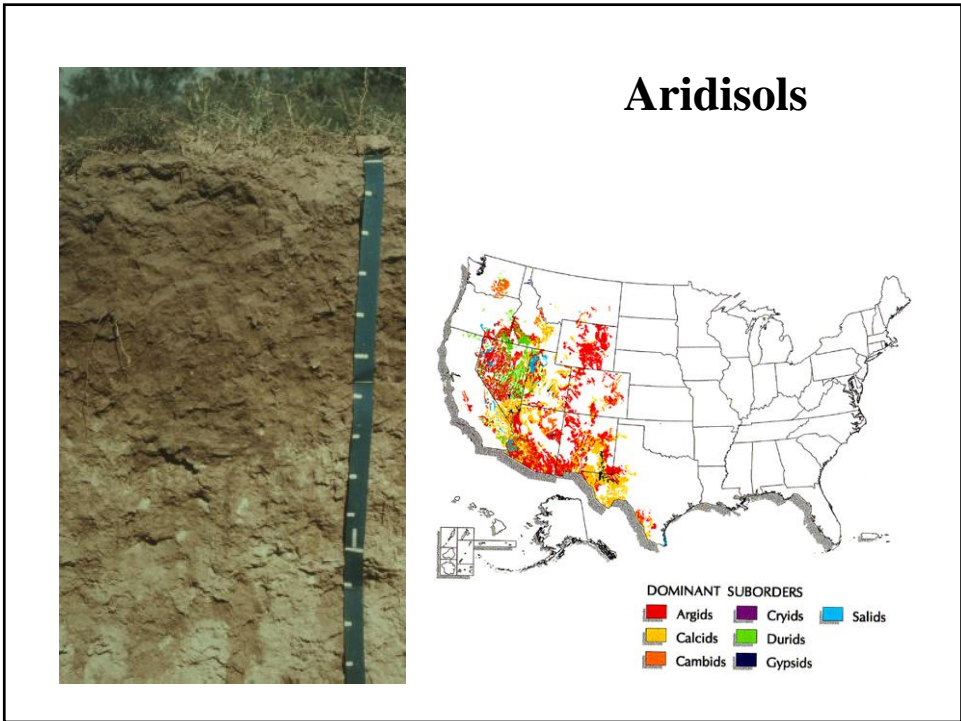 Aridisols
DOMINANT SUBORDERS
Argids Cryids Salids
Calcids Durids
Cambids Gypsids